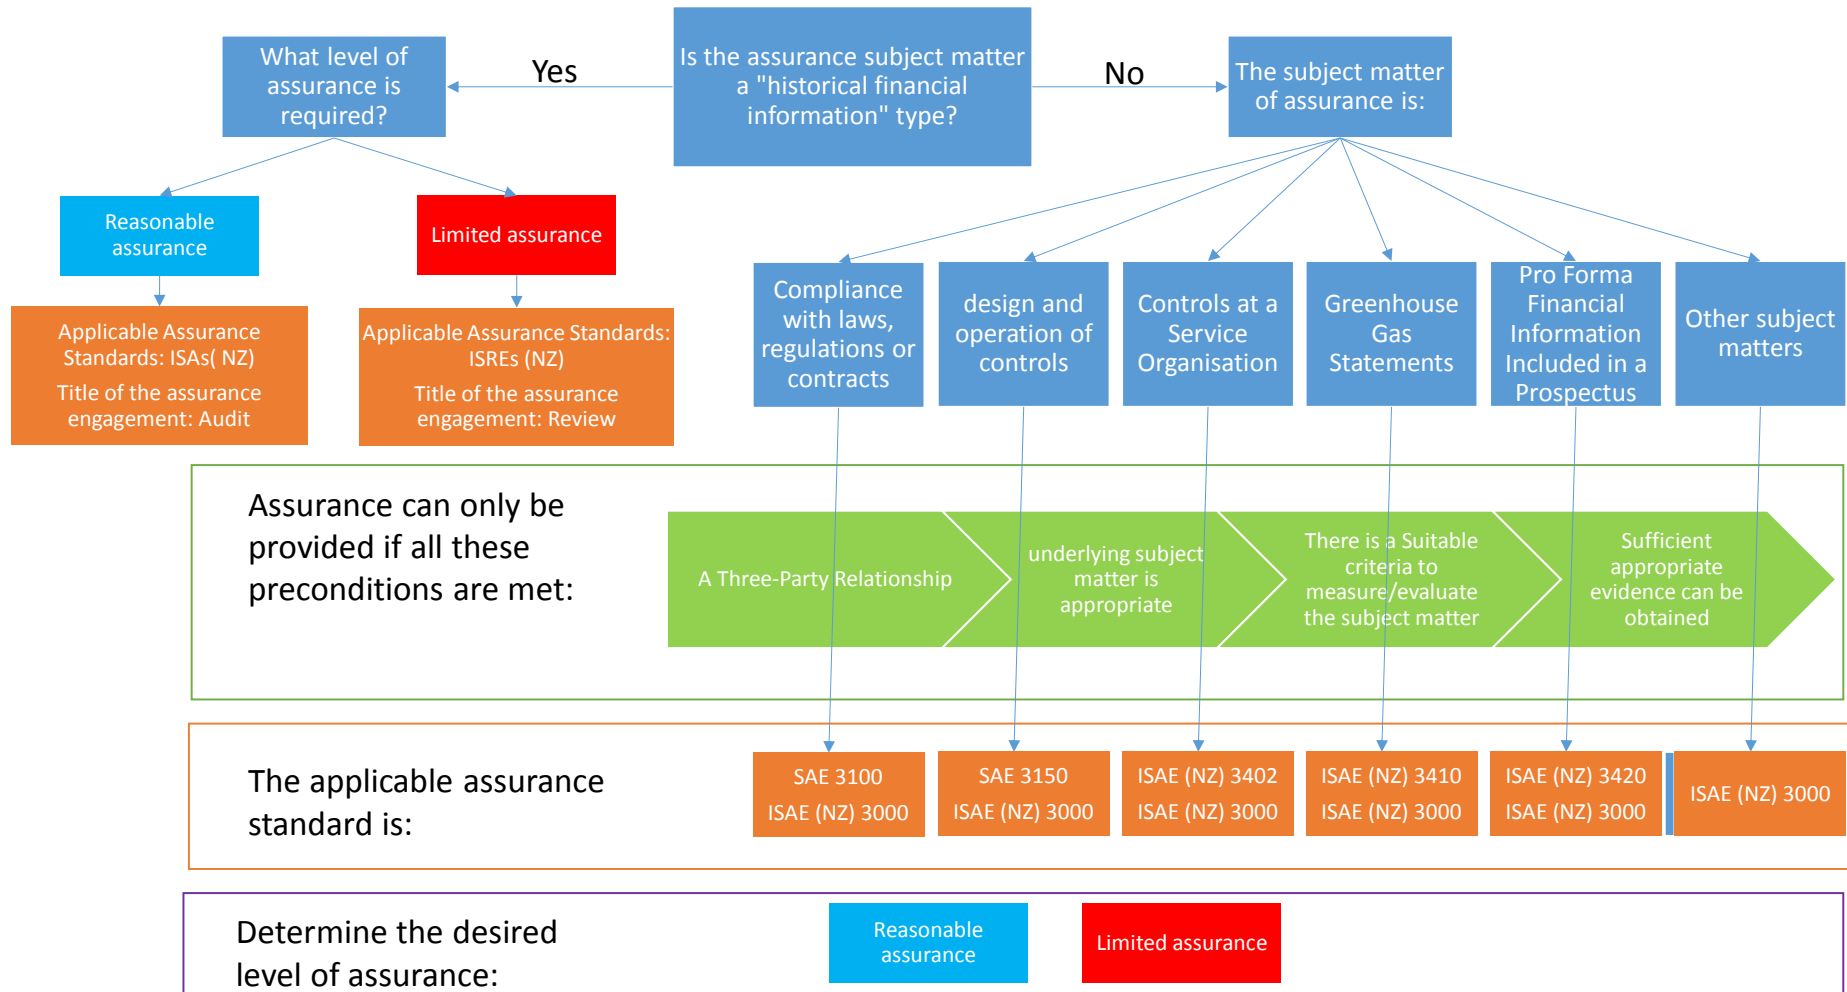 What level of
assurance is
required?
Yes
Is the assurance subject matter
a "historical financial
information" type?
No
The subject matter
of assurance is:
Reasonable
assurance
Limited assurance
Applicable Assurance
Standards: ISAs( NZ)
Title of the assurance
engagement: Audit
Applicable Assurance Standards:
ISREs (NZ)
Title of the assurance
engagement: Review
Compliance
with laws,
regulations or
contracts
design and
operation of
controls
Controls at a
Service
Organisation
Greenhouse
Gas
Statements
Pro Forma
Financial
Information
Included in a
Prospectus
Other subject
matters
Assurance can only be
provided if all these
preconditions are met:
A Three-Party Relationship
underlying subject
matter is
appropriate
There is a Suitable
criteria to
measure/evaluate
the subject matter
Sufficient
appropriate
evidence can be
obtained
The applicable assurance
standard is:
SAE 3100
ISAE (NZ) 3000
SAE 3150
ISAE (NZ) 3000
ISAE (NZ) 3402
ISAE (NZ) 3000
ISAE (NZ) 3410
ISAE (NZ) 3000
ISAE (NZ) 3420
ISAE (NZ) 3000
ISAE (NZ) 3000
Determine the desired
level of assurance:
Reasonable
assurance
Limited assurance